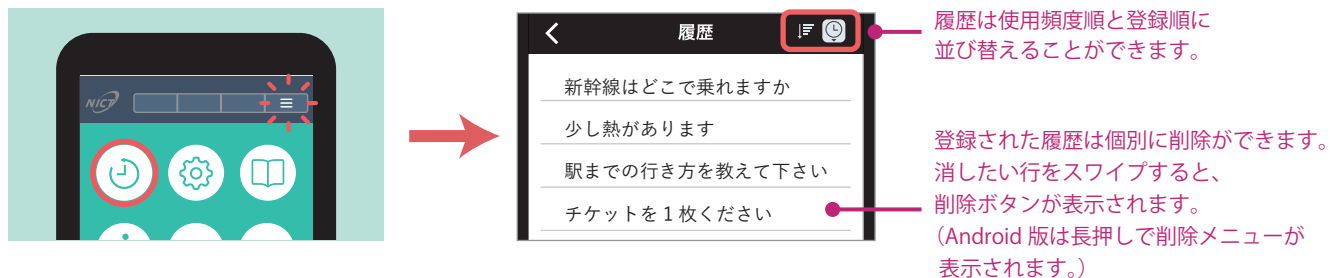 NICT
履歴
新幹線はどこで乗れますか
少し熱があります
駅までの行き方を教えて下さい
チケットを1枚ください
履歴は使用頻度順と登録順に
並び替えることができます。
登録された履歴は個別に削除ができます。
消したい行をスワイプすると、
削除ボタンが表示されます。
（Android 版は長押しで削除メニューが
表示されます。）